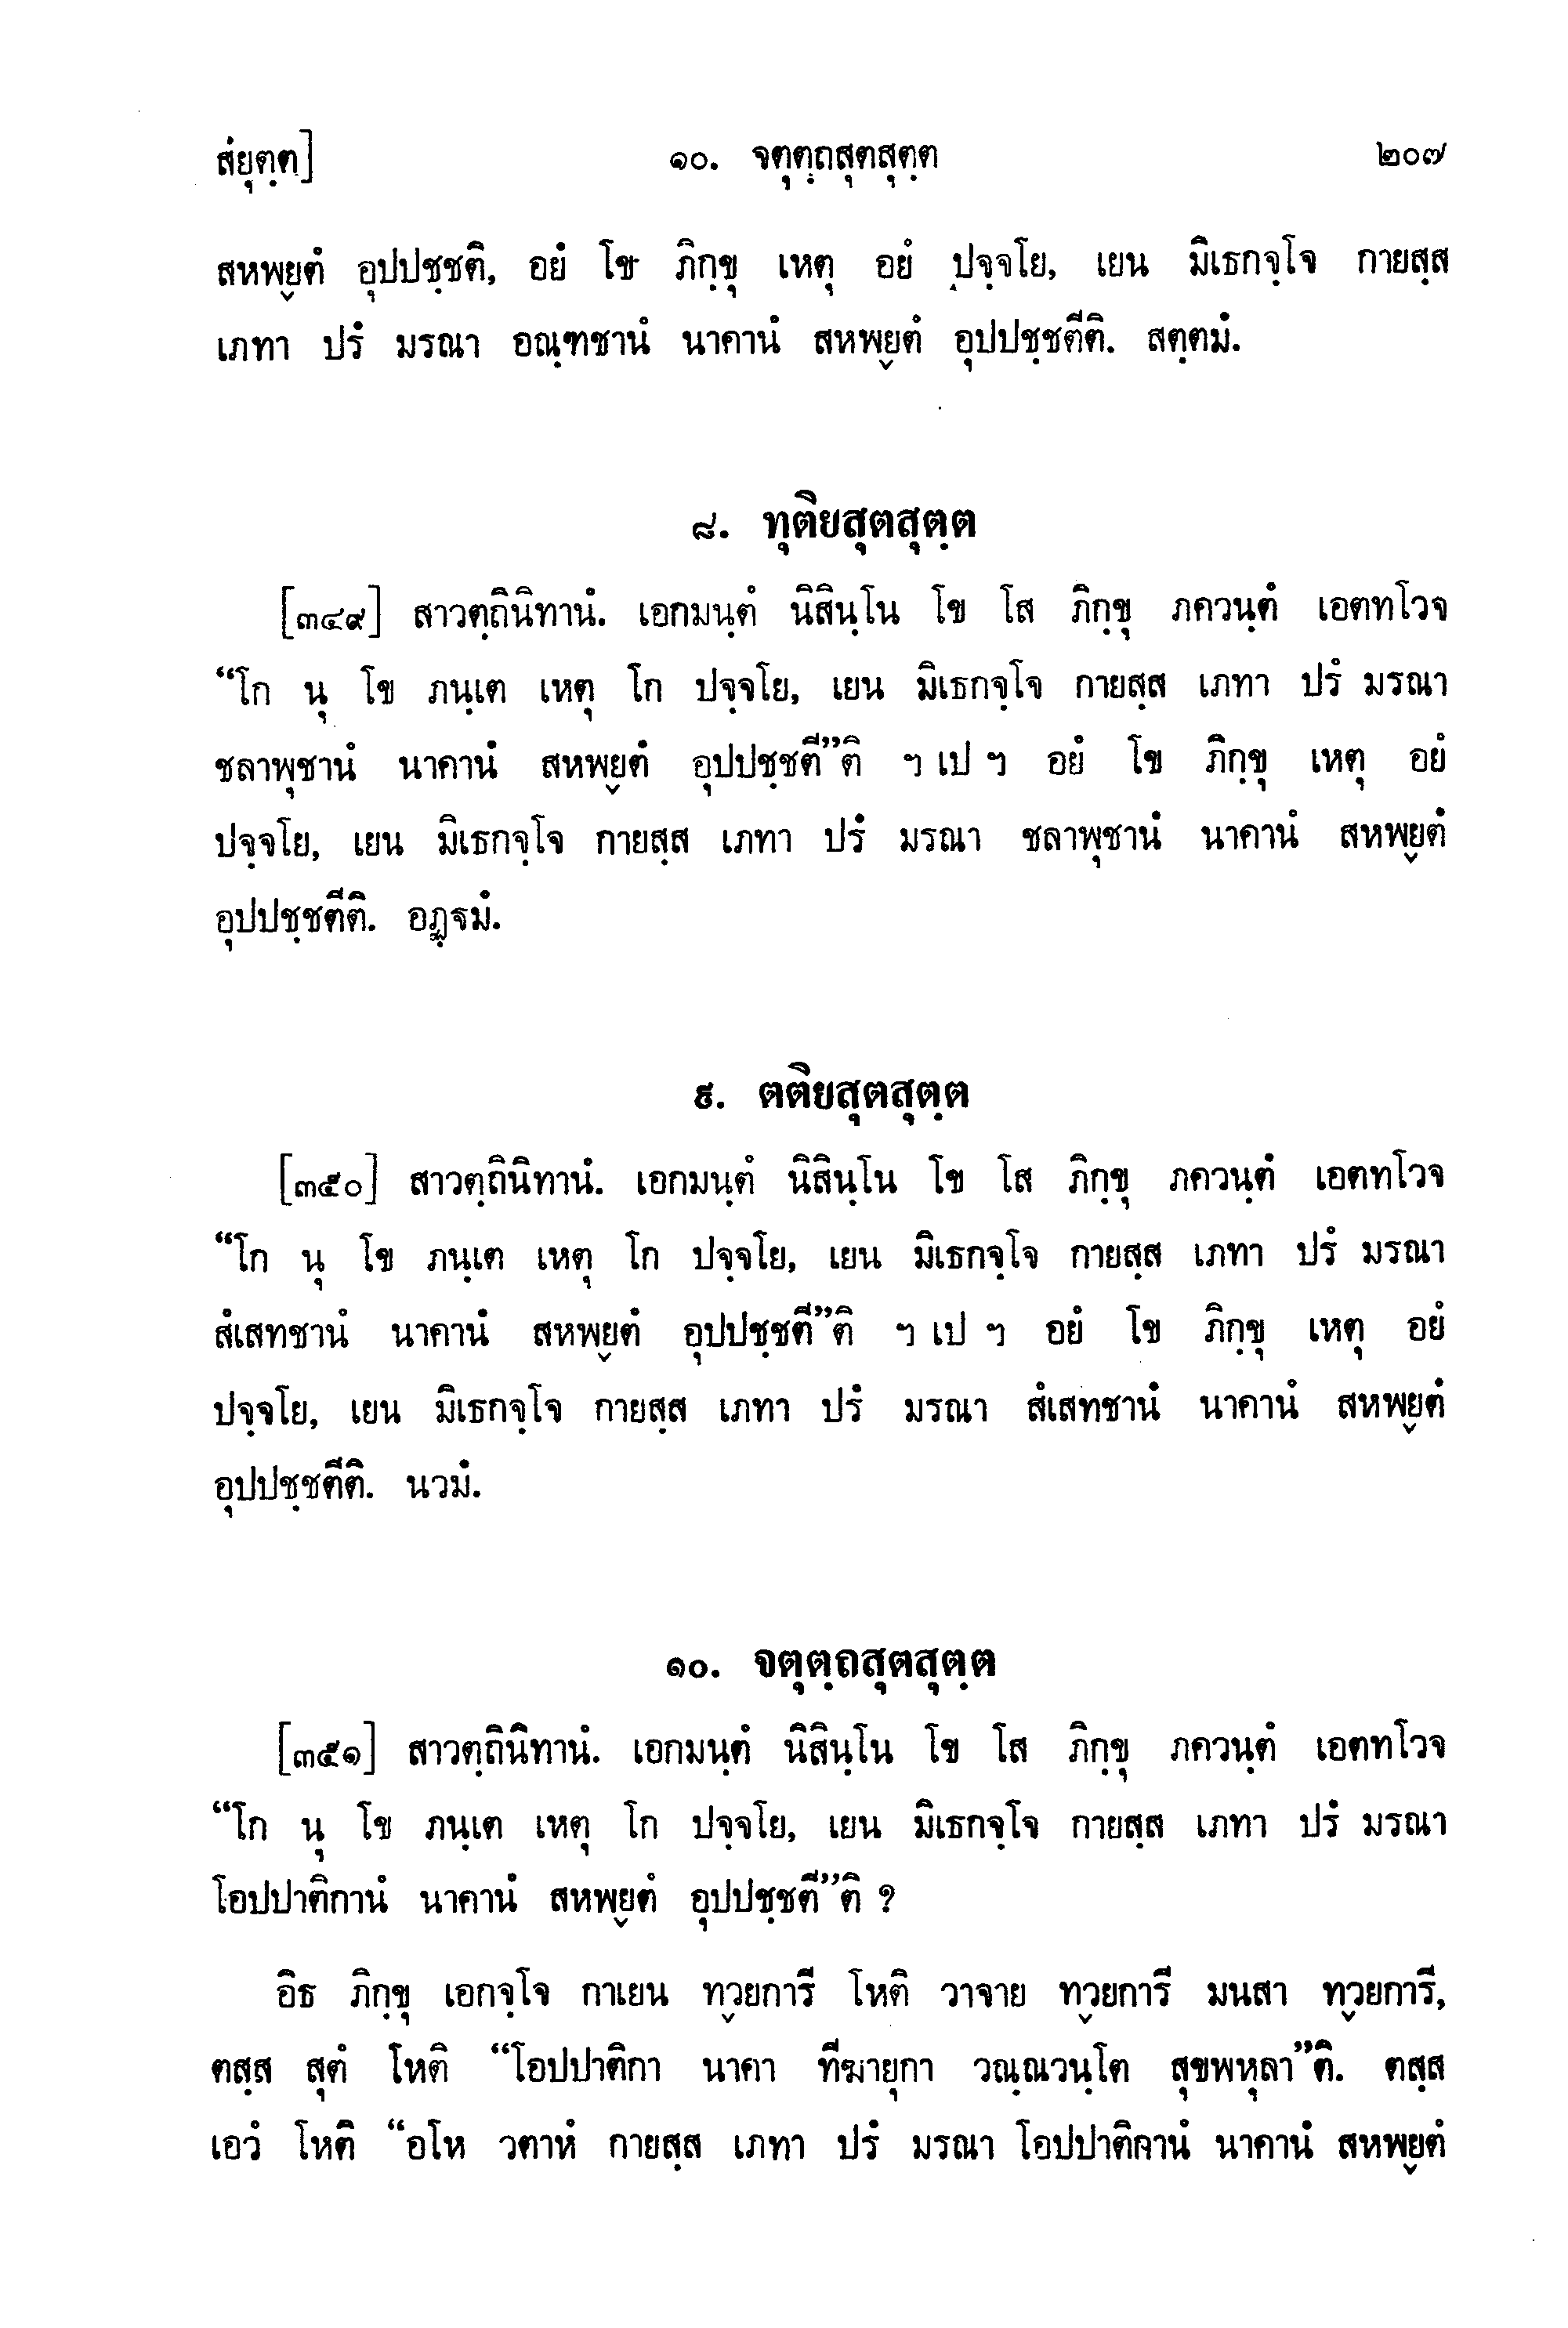 สํยุตฺต]
๑๐. จตุตฺถสุตสุตฺต
๒๐๗
สหพฺยูตํ อุปปชฺชติ, อยํ โข ภิกฺขุ เหตุ อยํ ปจฺจโย, เยน มิเธกจฺโจ กายสฺส
เภทา ปรํ มรณา อณฺฑชานํ นาคานํ สหพฺยูตํ อุปปชฺชตีติ. สตฺตมํ.
๘. ทุติยสุตสุตฺต
[๓๔๙] สาวตฺถินิทานํ. เอกมนฺตํ นิสินฺโน โข โส ภิกฺขุ ภควนฺตํ เอตทโวจ
“โก นุ โข ภนฺเต เหตุ โก ปจฺจโย, เยน มิเธกจฺโจ กายสฺส เภทา ปรํ มรณา
ชลาพุชานํ นาคานํ สหพฺยูตํ อุปปชฺชตี”ติ ฯ เป ฯ อยํ โข ภิกฺขุ เหตุ อยํ
ปจฺจโย, เยน มิเธกจฺโจ กายสฺส เภทา ปรํ มรณา ชลาพุชานํ นาคานํ สหพฺยูตํ
อุปปชฺชตีติ. อฏฺฐมํ.
๙. ตติยสุตสุตฺต
[๓๕๐] สาวตฺถินิทานํ. เอกมนฺตํ นิสินฺโน โข โส ภิกฺขุ ภควนฺตํ เอตทโวจ
“โก นุ โข ภนฺเต เหตุ โก ปจฺจโย, เยน มิเธกจฺโจ กายสฺส เภทา ปรํ มรณา
สํเสทชานํ นาคานํ สหพฺยูตํ อุปปชฺชตี”ติ ฯ เป ฯ อยํ โข ภิกฺขุ เหตุ อยํ
ปจฺจโย, เยน มิเธกจฺโจ กายสฺส เภทา ปรํ มรณา สํเสทชานํ นาคานํ สหพฺยูตํ
อุปปชฺชตีติ. นวมํ.
๑๐. จตุตฺถสุตสุตฺต
[๓๕๑] สาวตฺถินิทานํ. เอกมนฺตํ นิสินฺโน โข โส ภิกฺขุ ภควนฺตํ เอตทโวจ
“โก นุ โข ภนฺเต เหตุ โก ปจฺจโย, เยน มิเธกจฺโจ กายสฺส เภทา ปรํ มรณา
โอปปาติกานํ นาคานํ สหพฺยูตํ อุปปชฺชตี”ติ ?
อิธ ภิกฺขุ เอกจฺโจ กาเยน ทฺวยการี โหติ วาจาย ทฺวยการี มนสา ทฺวยการี,
ตสฺส สุตํ โหติ “โอปปาติกา นาคา ทีฆายุกา วณฺณวนฺโต สุขพหุลา”ติ. ตสฺส
เอวํ โหติ “อโห วตาหํ กายสฺส เภทา ปรํ มรณา โอปปาติกานํ นาคานํ สหพฺยูตํ